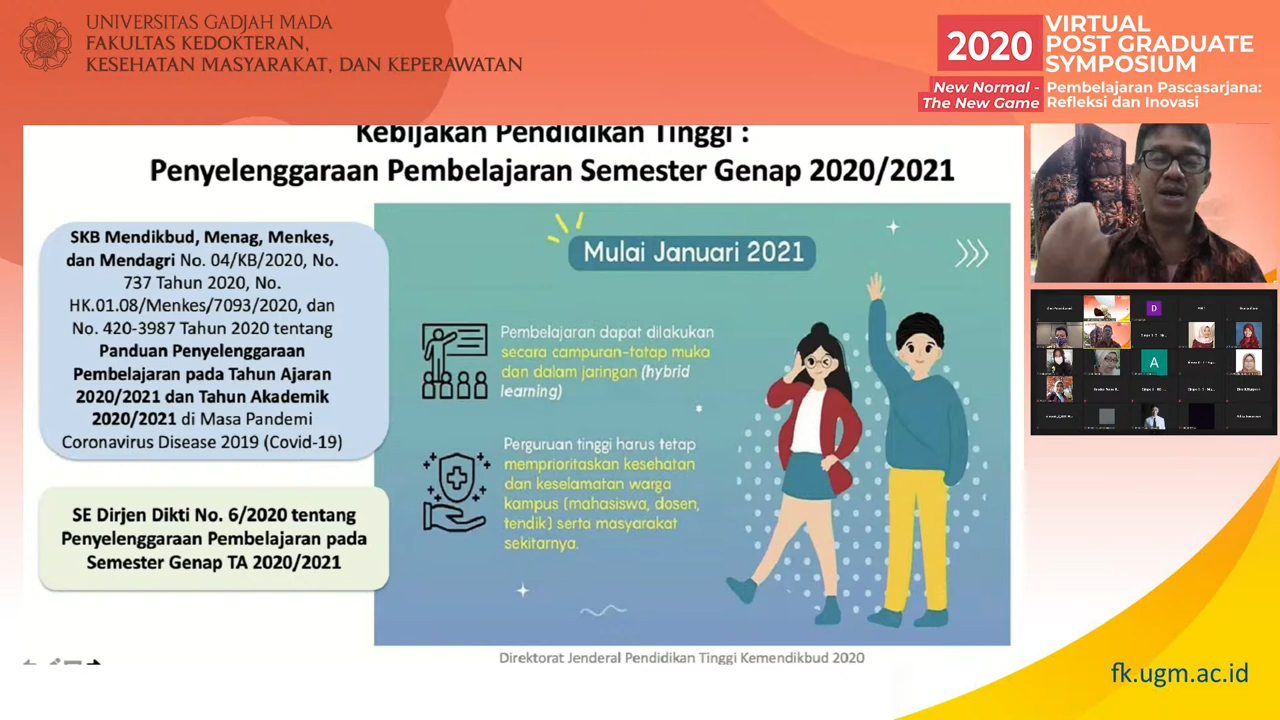 UNIVERSITAS GADJAH MADA
FAKULTAS KEDOKTERAN,
KESEHATAN MASYARAKAT, DAN KEPERAWATAN
2020
VIRTUAL
POST GRADUATE
SYMPOSIUM
New Normal -
The New Game
Pembelajaran Pascasarjana:
Refleksi dan Inovasi
Kebijakan Pendidikan Tinggi :
Penyelenggaraan Pembelajaran Semester Genap 2020/2021
SKB Mendikbud, Menag, Menkes,
dan Mendagri No. 04/KB/2020, No.
737 Tahun 2020, No.
HK.01.08/Menkes/7093/2020, dan
No. 420-3987 Tahun 2020 tentang
Panduan Penyelenggaraan
Pembelajaran pada Tahun Ajaran
2020/2021 dan Tahun Akademik
2020/2021 di Masa Pandemi
Coronavirus Disease 2019 (Covid-19)
SE Dirjen Dikti No. 6/2020 tentang
Penyelenggaraan Pembelajaran pada
Semester Genap TA 2020/2021
Mulai Januari 2021
Pembelajaran dapat dilakukan
secara campuran-tatap muka
dan dalam jaringan (hybrid
learning)
Perguruan tinggi harus tetap
memprioritaskan kesehatan
dan keselamatan warga
kampus (mahasiswa, dosen,
tendik) serta masyarakat
sekitarnya.
Direktorat Jenderal Pendidikan Tinggi Kemendikbud 2020
D
A
fk.ugm.ac.id